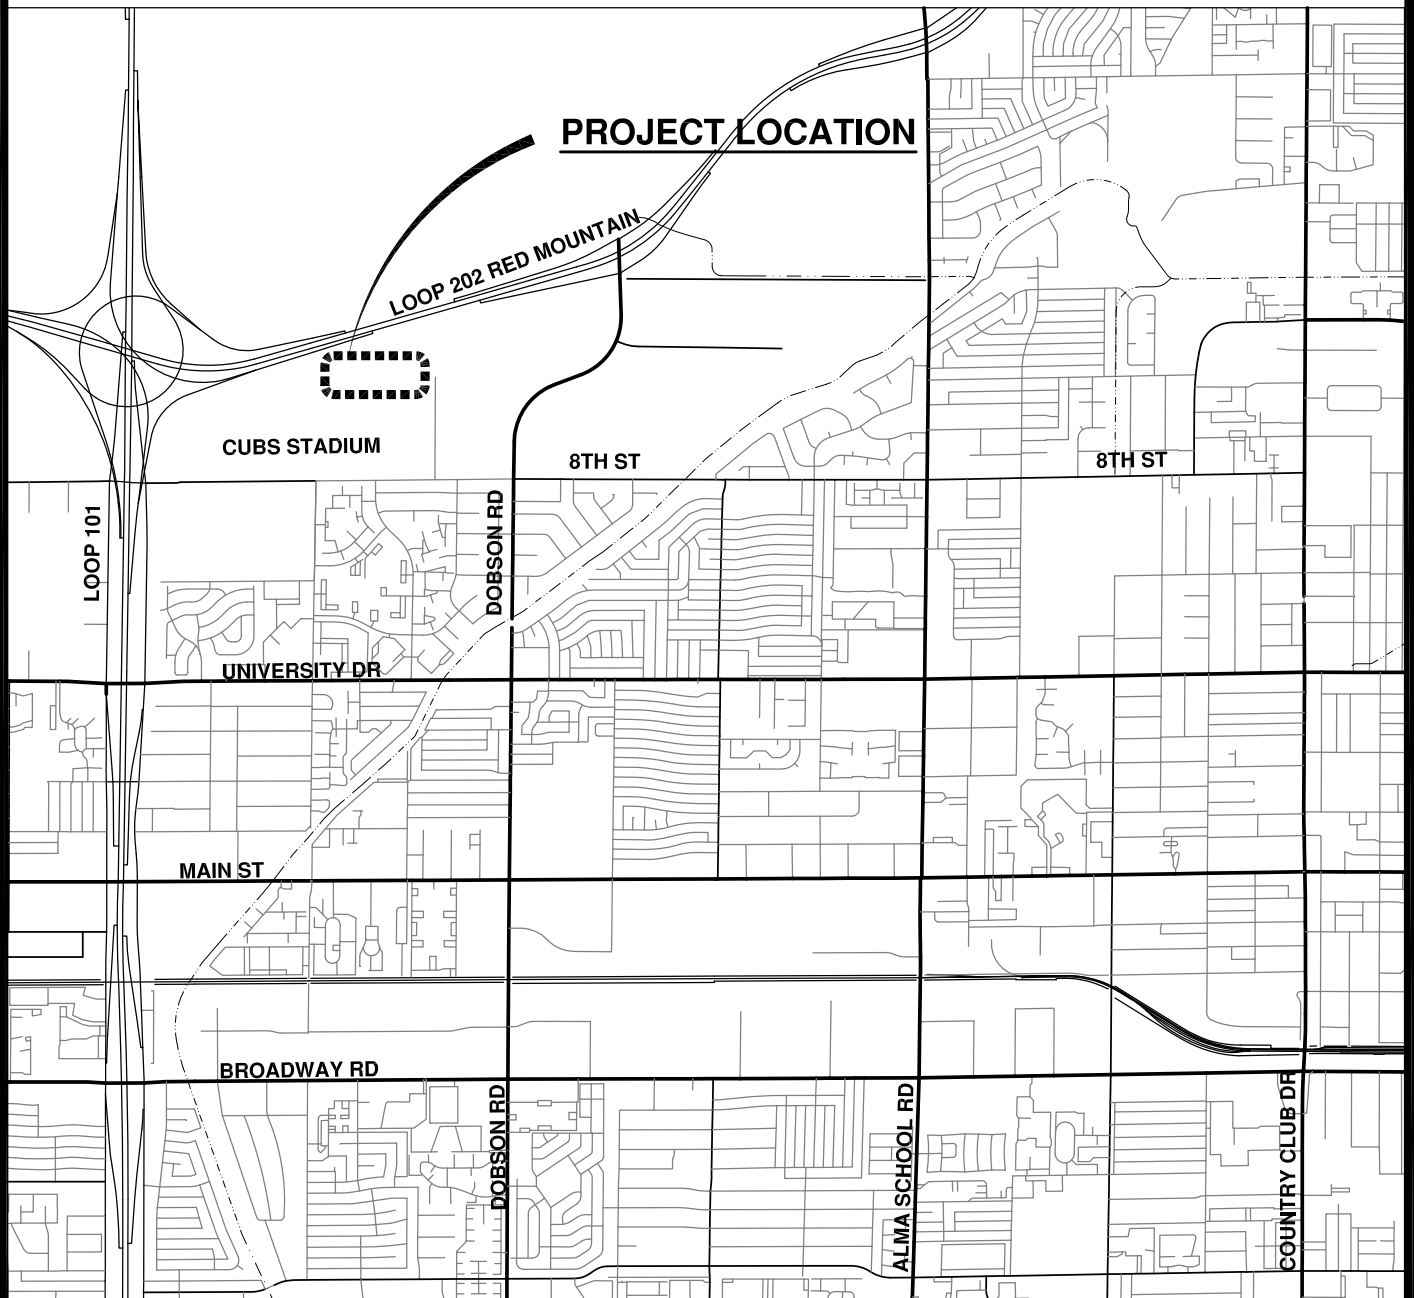 PROJECT LOCATION
LOOP 202 RED MOUNTAIN
CUBS STADIUM
8TH ST
8TH ST
LOOP 101
DOBSON RD
UNIVERSITY DR
MAIN ST
BROADWAY RD
DOBSON RD
ALMA SCHOOL RD
COUNTRY CLUB DR